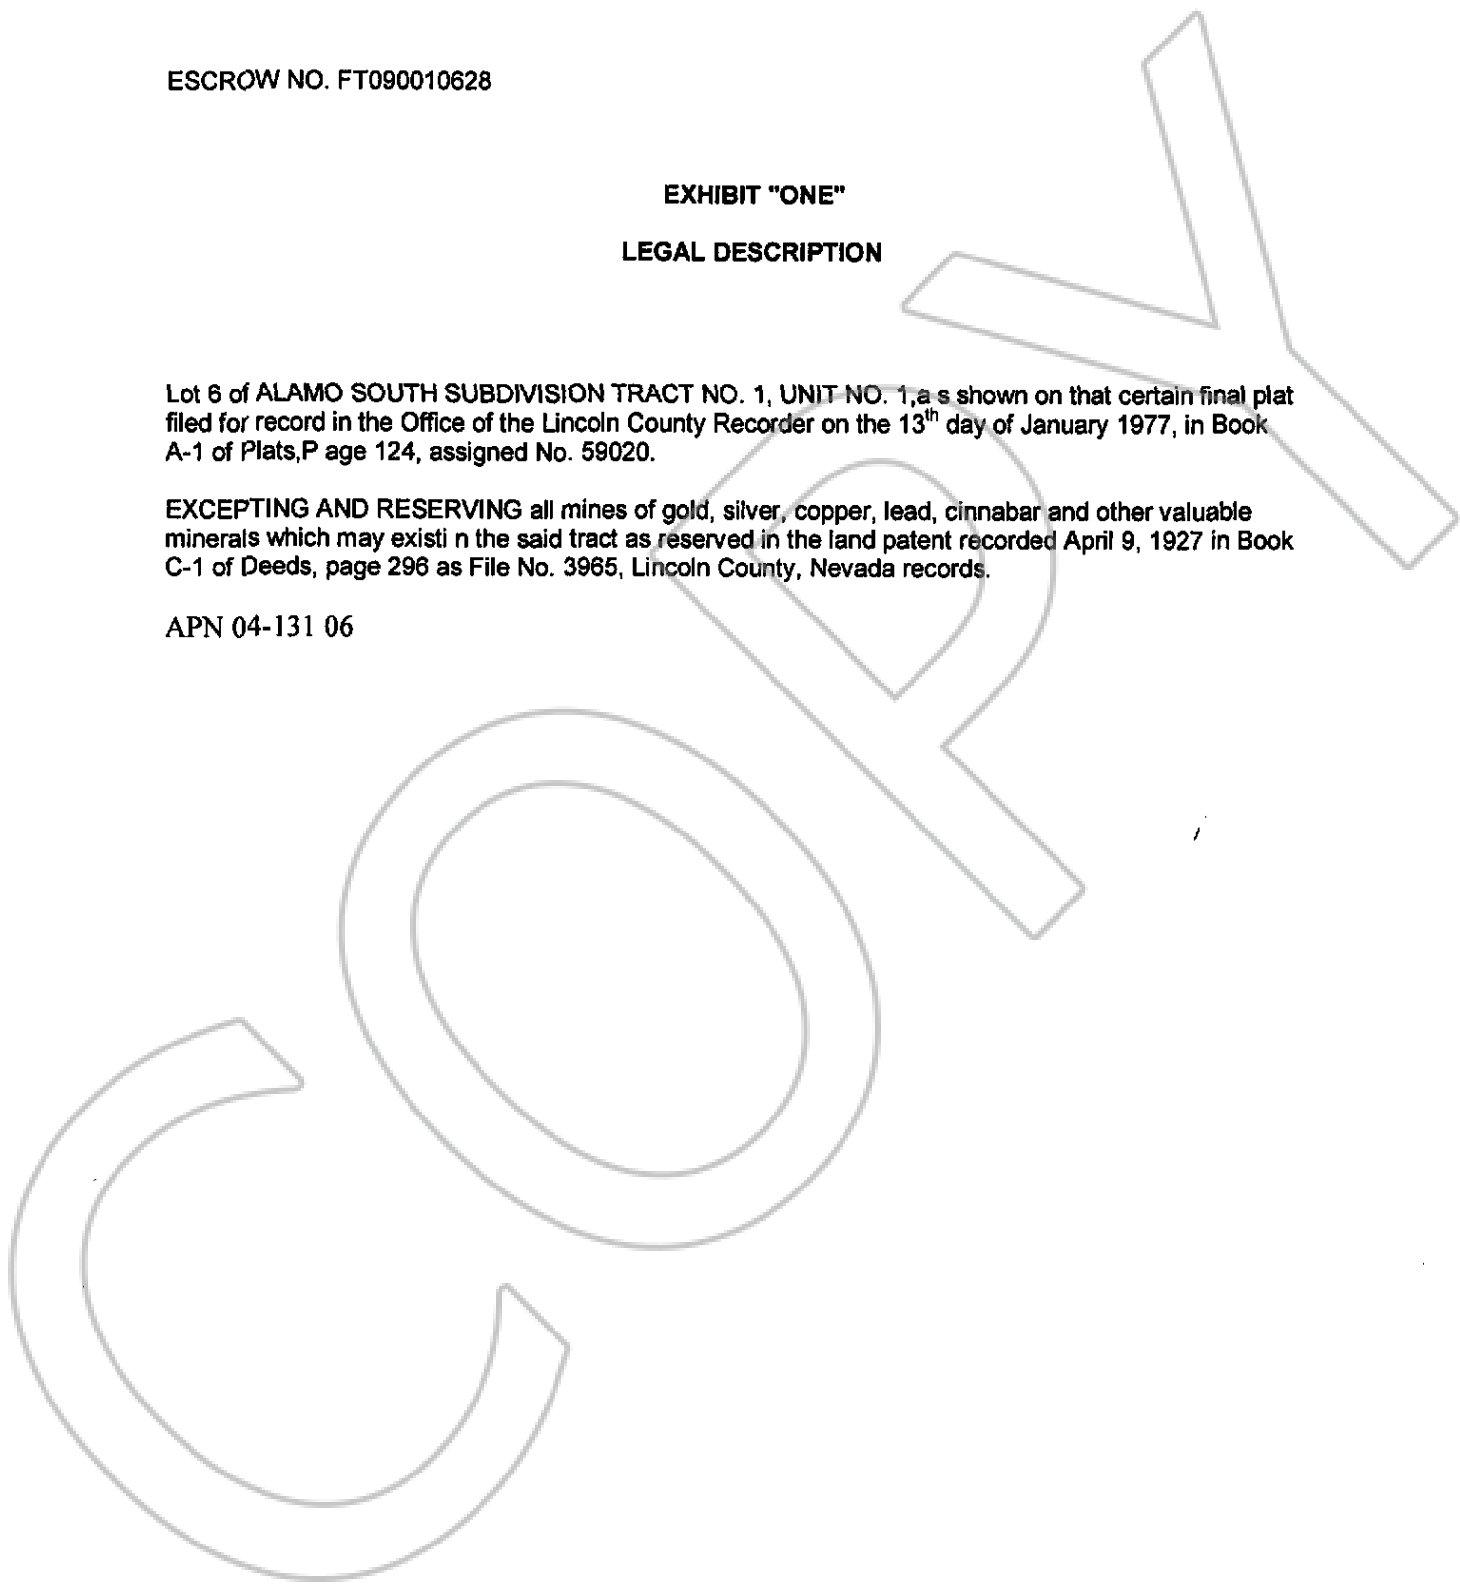 ESCROW NO. FT090010628
EXHIBIT "ONE"
LEGAL DESCRIPTION
Lot 6 of ALAMO SOUTH SUBDIVISION TRACT NO. 1, UNIT NO. 1,a s shown on that certain final plat
filed for record in the Office of the Lincoln County Recorder on the 13th day of January 1977, in Book
A-1 of Plats,P age 124, assigned No. 59020.
EXCEPTING AND RESERVING all mines of gold, silver, copper, lead, cinnabar and other valuable
minerals which may existi n the said tract as reserved in the land patent recorded April 9, 1927 in Book
C-1 of Deeds, page 296 as File No. 3965, Lincoln County, Nevada records.
APN 04-131 06
COPY